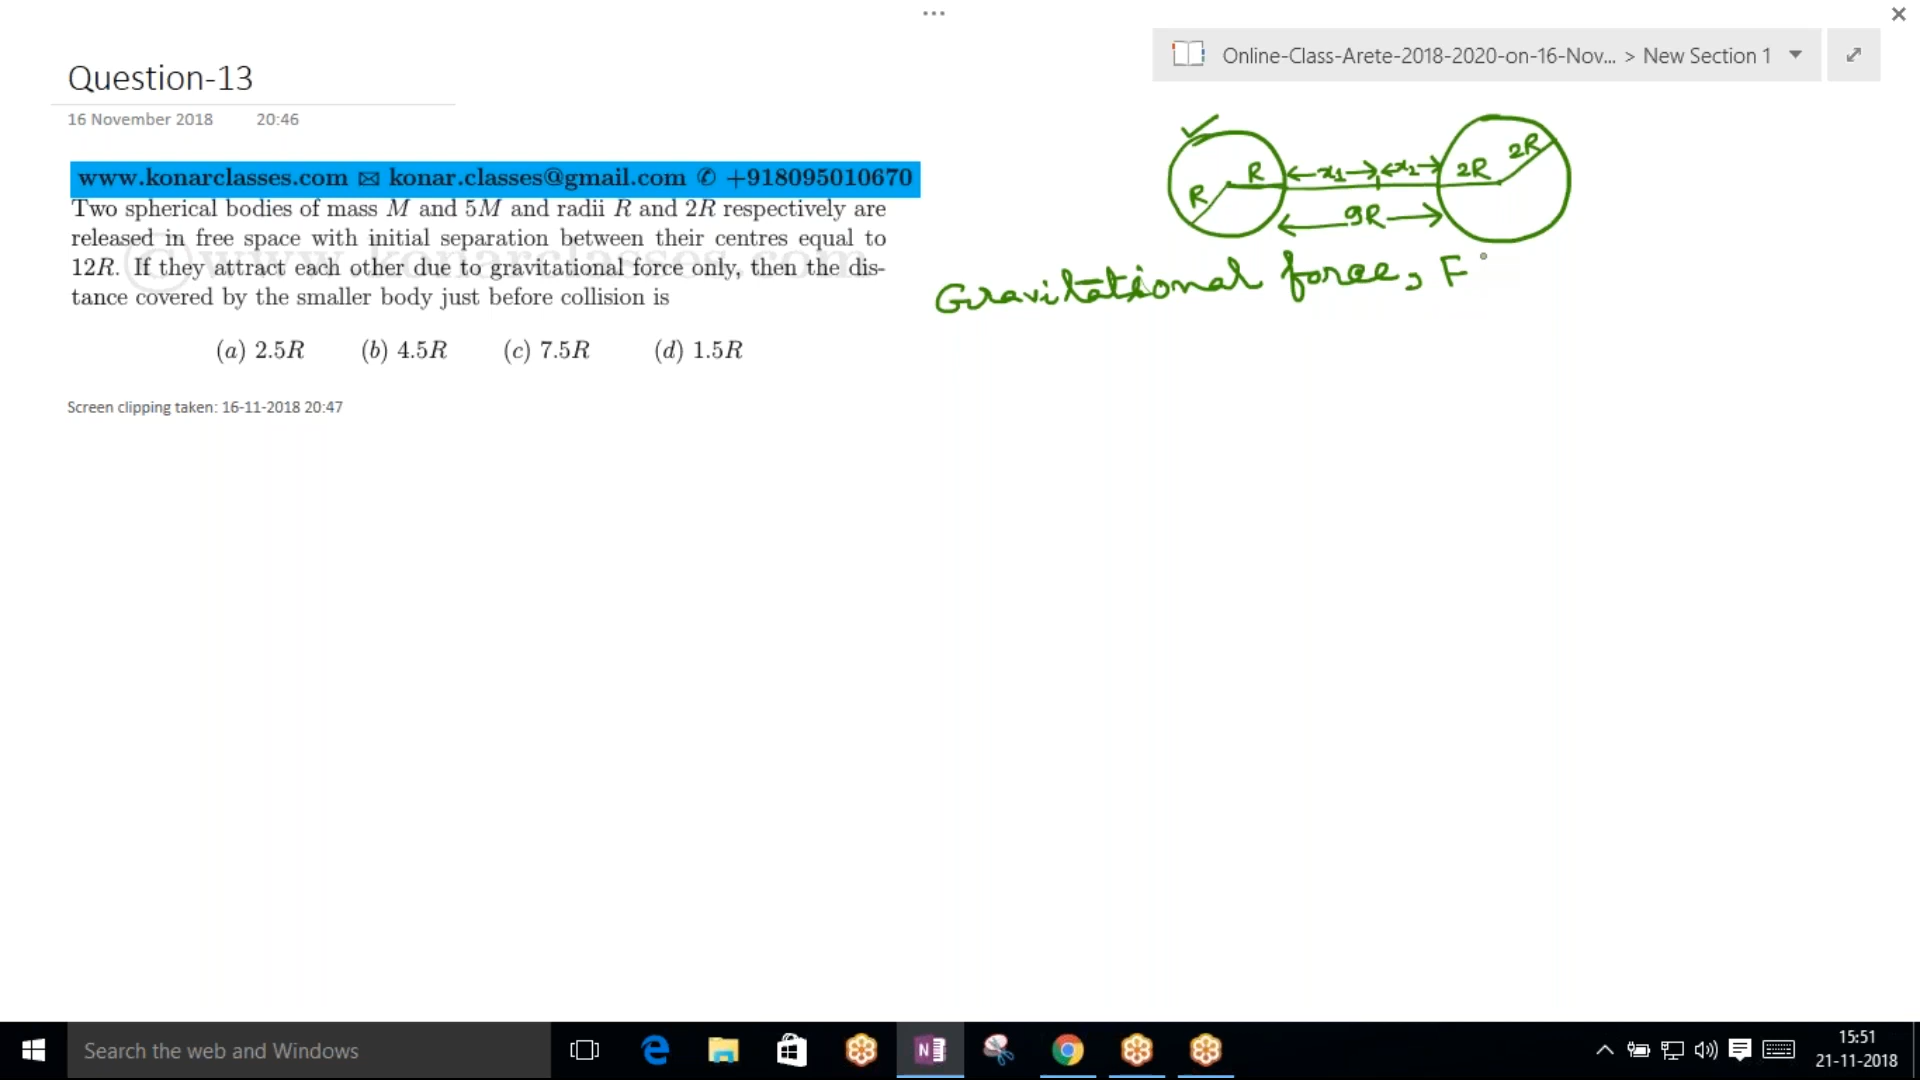 Online-Class-Arete-2018-2020-on-16-Nov... > New Section 1
Question-13
16 November 2018 20:46
www.konarclasses.com ✉ konar.classes@gmail.com ✆ +918095010670
Two spherical bodies of mass M and 5M and radii R and 2R respectively are
released in free space with initial separation between their centres equal to
12R. If they attract each other due to gravitational force only, then the dis-
tance covered by the smaller body just before collision is
(a) 2.5R (b) 4.5R (c) 7.5R (d) 1.5R
Screen clipping taken: 16-11-2018 20:47
© www.konarclasses.com
R R x1 x2 2R 2R
9R
Gravitational force, F
Search the web and Windows
15:51
21-11-2018